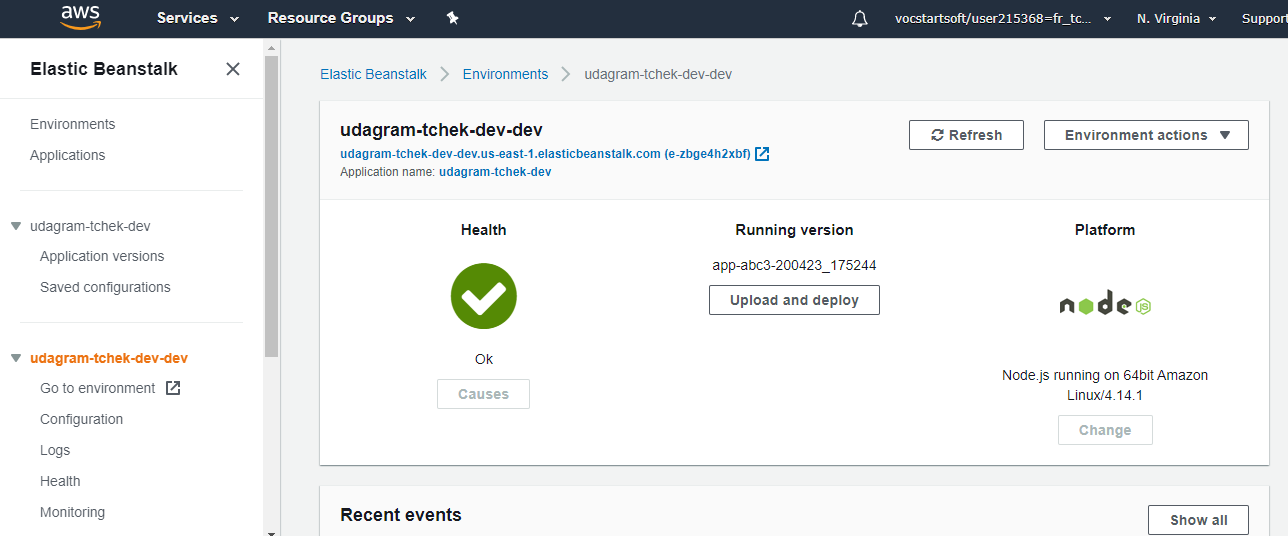 aws
Services
Resource Groups
vocstartsoft/user215368=fr_tc...
N. Virginia
Support
Elastic Beanstalk
Environments
Applications
udagram-tchek-dev
Application versions
Saved configurations
udagram-tchek-dev-dev
Go to environment
Configuration
Logs
Health
Monitoring
Elastic Beanstalk
Environments
udagram-tchek-dev-dev
udagram-tchek-dev-dev
udagram-tchek-dev-dev.us-east-1.elasticbeanstalk.com (e-zbge4h2xbf)
Application name: udagram-tchek-dev
Refresh
Environment actions
Health
Ok
Causes
Running version
app-abc3-200423_175244
Upload and deploy
Platform
node JS
Node.js running on 64bit Amazon
Linux/4.14.1
Change
Recent events
Show all